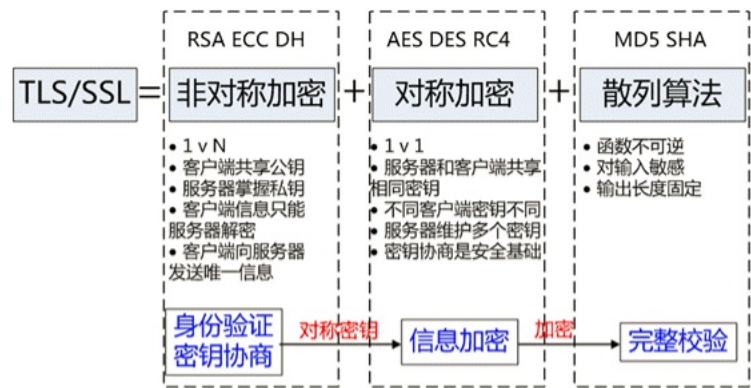 RSA ECC DH
AES DES RC4
MD5 SHA
TLS/SSL = 非对称加密 + 对称加密 + 散列算法
• 1 v N
• 客户端共享公钥
• 服务器掌握私钥
• 客户端信息只能
服务器解密
• 客户端向服务器
发送唯一信息
• 1 v 1
• 服务器和客户端共享
相同密钥
• 不同客户端密钥不同
• 服务器维护多个密钥
• 密钥协商是安全基础
• 函数不可逆
• 对输入敏感
• 输出长度固定
身份验证
密钥协商
对称密钥
信息加密
加密
完整校验